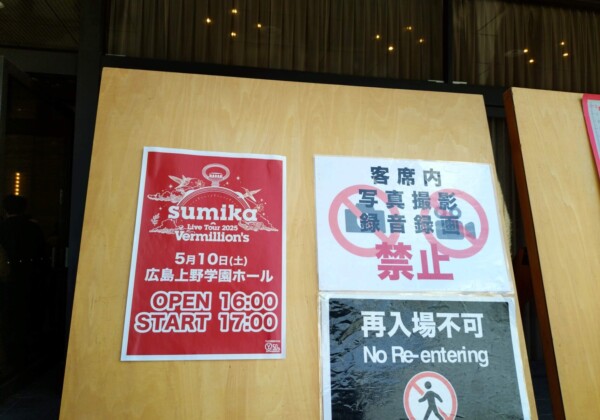 sumika
Live Tour 2025
Vermillion's
5月10日(土)
広島上野学園ホール
OPEN 16:00
START 17:00
客席内
写真撮影
録音録画
禁止
再入場不可
No Re-entering